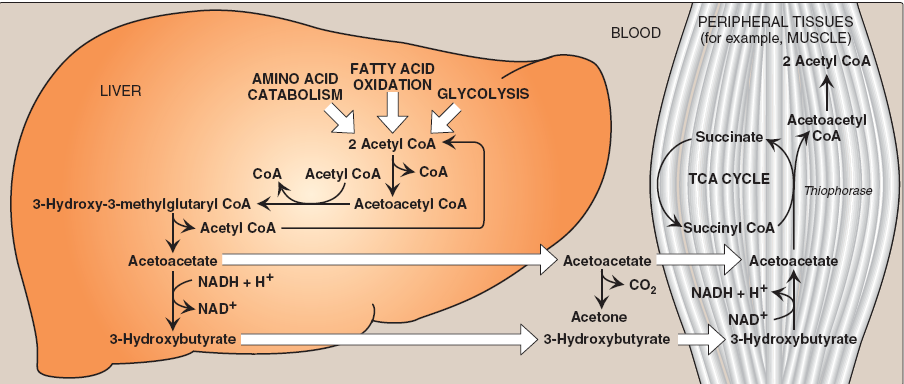 LIVER
BLOOD
PERIPHERAL TISSUES
(for example, MUSCLE)
AMINO ACID
CATABOLISM
FATTY ACID
OXIDATION
GLYCOLYSIS
2 Acetyl CoA
CoA
CoA
Acetyl CoA
Acetoacetyl CoA
3-Hydroxy-3-methylglutaryl CoA
Acetyl CoA
Acetoacetate
NADH + H+
NAD+
3-Hydroxybutyrate
Acetoacetate
CO2
Acetone
3-Hydroxybutyrate
2 Acetyl CoA
Acetoacetyl
CoA
Succinate
TCA CYCLE
Thiophorase
Succinyl CoA
Acetoacetate
NADH + H+
NAD+
3-Hydroxybutyrate